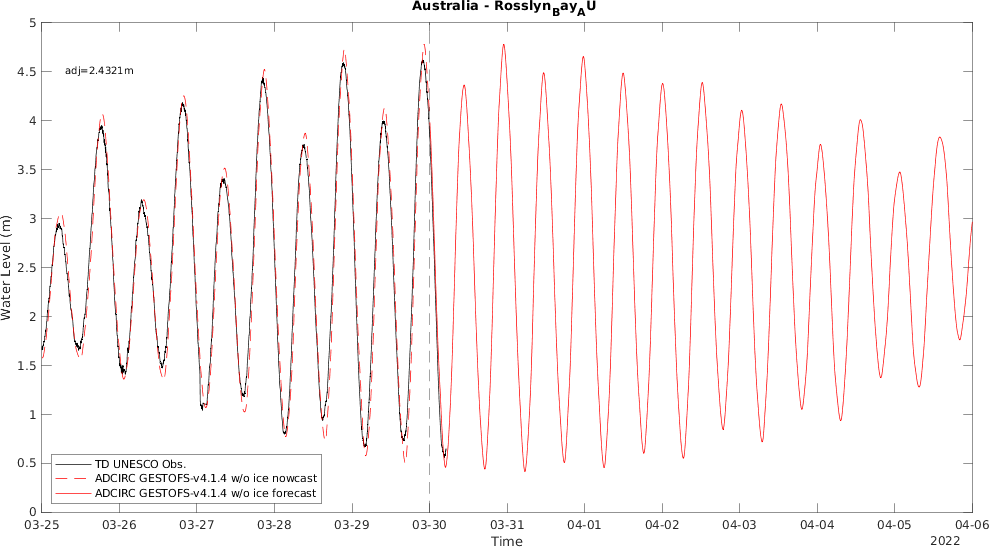 Australia - Rosslyn_Bay_AU
adj=2.4321m
Water Level (m)
5
4.5
4
3.5
3
2.5
2
1.5
1
0.5
0
TD UNESCO Obs.
ADCIRC GESTOFS-v4.1.4 w/o ice nowcast
ADCIRC GESTOFS-v4.1.4 w/o ice forecast
03-25 03-26 03-27 03-28 03-29 03-30 03-31 04-01 04-02 04-03 04-04 04-05 04-06
Time
2022